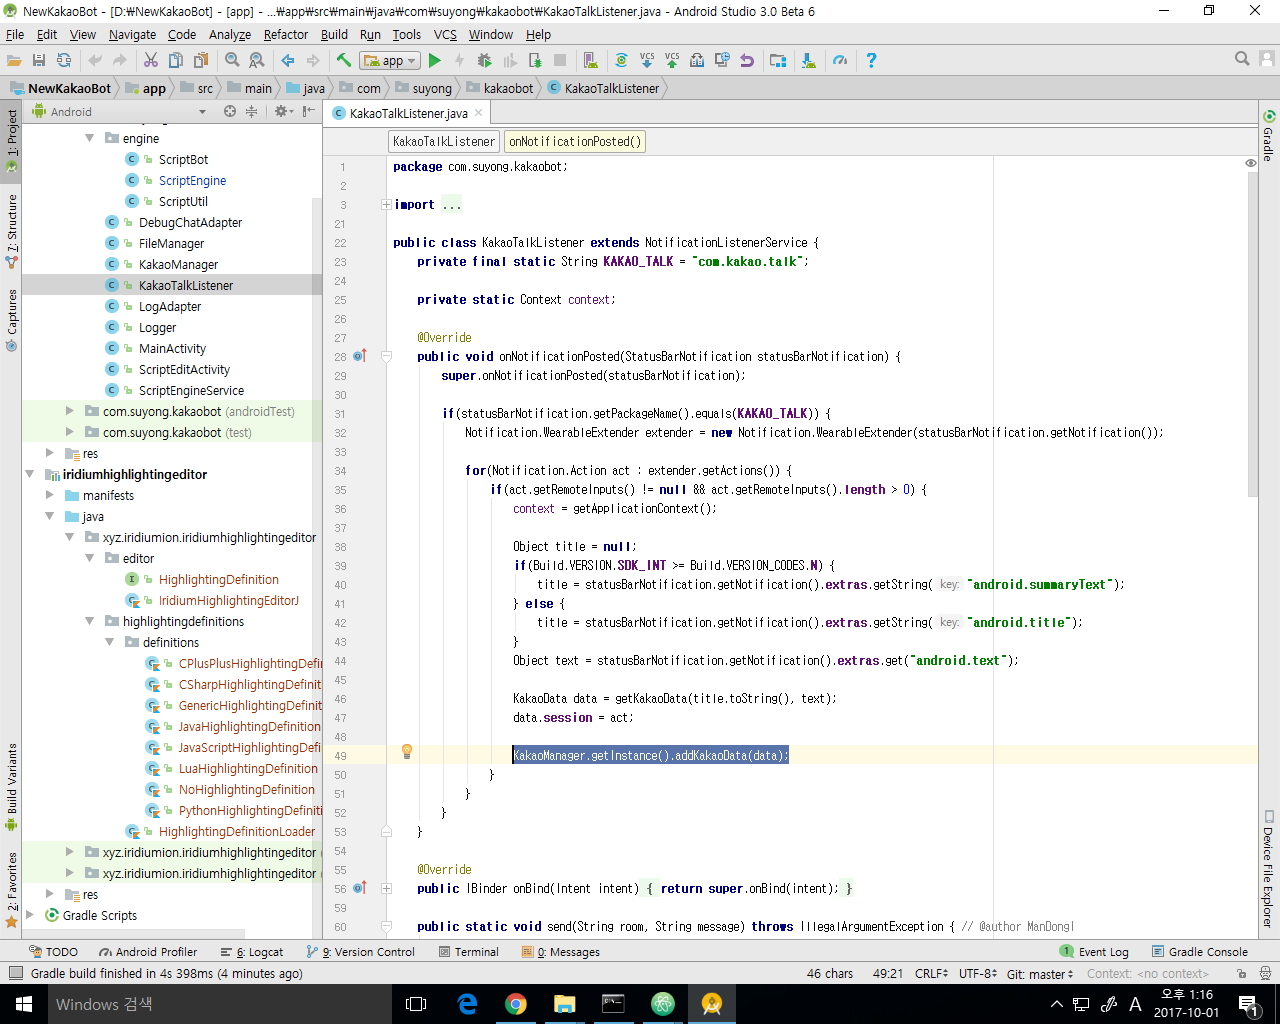 NewKakaoBot - [D:₩NewKakaoBot] - [app] - ...₩app₩src₩main₩java₩com₩suyong₩kakaobot₩KakaoTalkListener.java - Android Studio 3.0 Beta 6
File Edit View Navigate Code Analyze Refactor Build Run Tools VCS Window Help
app
NewKakaoBot app src main java com suyong kakaobot KakaoTalkListener
Android
KakaoTalkListener.java
1: Project
7: Structure
Captures
Build Variants
2: Favorites
engine
ScriptBot
ScriptEngine
ScriptUtil
DebugChatAdapter
FileManager
KakaoManager
KakaoTalkListener
LogAdapter
Logger
MainActivity
ScriptEditActivity
ScriptEngineService
com.suyong.kakaobot (androidTest)
com.suyong.kakaobot (test)
res
iridiumhighlightingeditor
manifests
java
xyz.iridiumion.iridiumhighlightingeditor
editor
HighlightingDefinition
IridiumHighlightingEditorJ
highlightingdefinitions
definitions
CPlusPlusHighlightingDefi
CSharpHighlightingDefinit
GenericHighlightingDefinit
JavaHighlightingDefinition
JavaScriptHighlightingDefi
LuaHighlightingDefinition
NoHighlightingDefinition
PythonHighlightingDefiniti
HighlightingDefinitionLoader
xyz.iridiumion.iridiumhighlightingeditor
xyz.iridiumion.iridiumhighlightingeditor
res
Gradle Scripts
KakaoTalkListener onNotificationPosted()
1 package com.suyong.kakaobot;
2
3 import ...
21
22 public class KakaoTalkListener extends NotificationListenerService {
23 private final static String KAKAO_TALK = "com.kakao.talk";
24
25 private static Context context;
26
27 @Override
28 public void onNotificationPosted(StatusBarNotification statusBarNotification) {
29 super.onNotificationPosted(statusBarNotification);
30
31 if(statusBarNotification.getPackageName().equals(KAKAO_TALK)) {
32 Notification.WearableExtender extender = new Notification.WearableExtender(statusBarNotification.getNotification());
33
34 for(Notification.Action act : extender.getActions()) {
35 if(act.getRemoteInputs() != null && act.getRemoteInputs().length > 0) {
36 context = getApplicationContext();
37
38 Object title = null;
39 if(Build.VERSION.SDK_INT >= Build.VERSION_CODES.N) {
40 title = statusBarNotification.getNotification().extras.getString( key: "android.summaryText");
41 } else {
42 title = statusBarNotification.getNotification().extras.getString( key: "android.title");
43 }
44 Object text = statusBarNotification.getNotification().extras.get("android.text");
45
46 KakaoData data = getKakaoData(title.toString(), text);
47 data.session = act;
48
49 KakaoManager.getInstance().addKakaoData(data);
50 }
51 }
52 }
53 }
54
55 @Override
56 public IBinder onBind(Intent intent) { return super.onBind(intent); }
59
60 public static void send(String room, String message) throws IllegalArgumentException { // @author ManDongI
Gradle
Device File Explorer
TODO Android Profiler 6: Logcat 9: Version Control Terminal 0: Messages 1 Event Log Gradle Console
Gradle build finished in 4s 398ms (4 minutes ago) 46 chars 49:21 CRLF UTF-8 Git: master Context: <no context>
Windows 검색
A 오후 1:16
2017-10-01
1